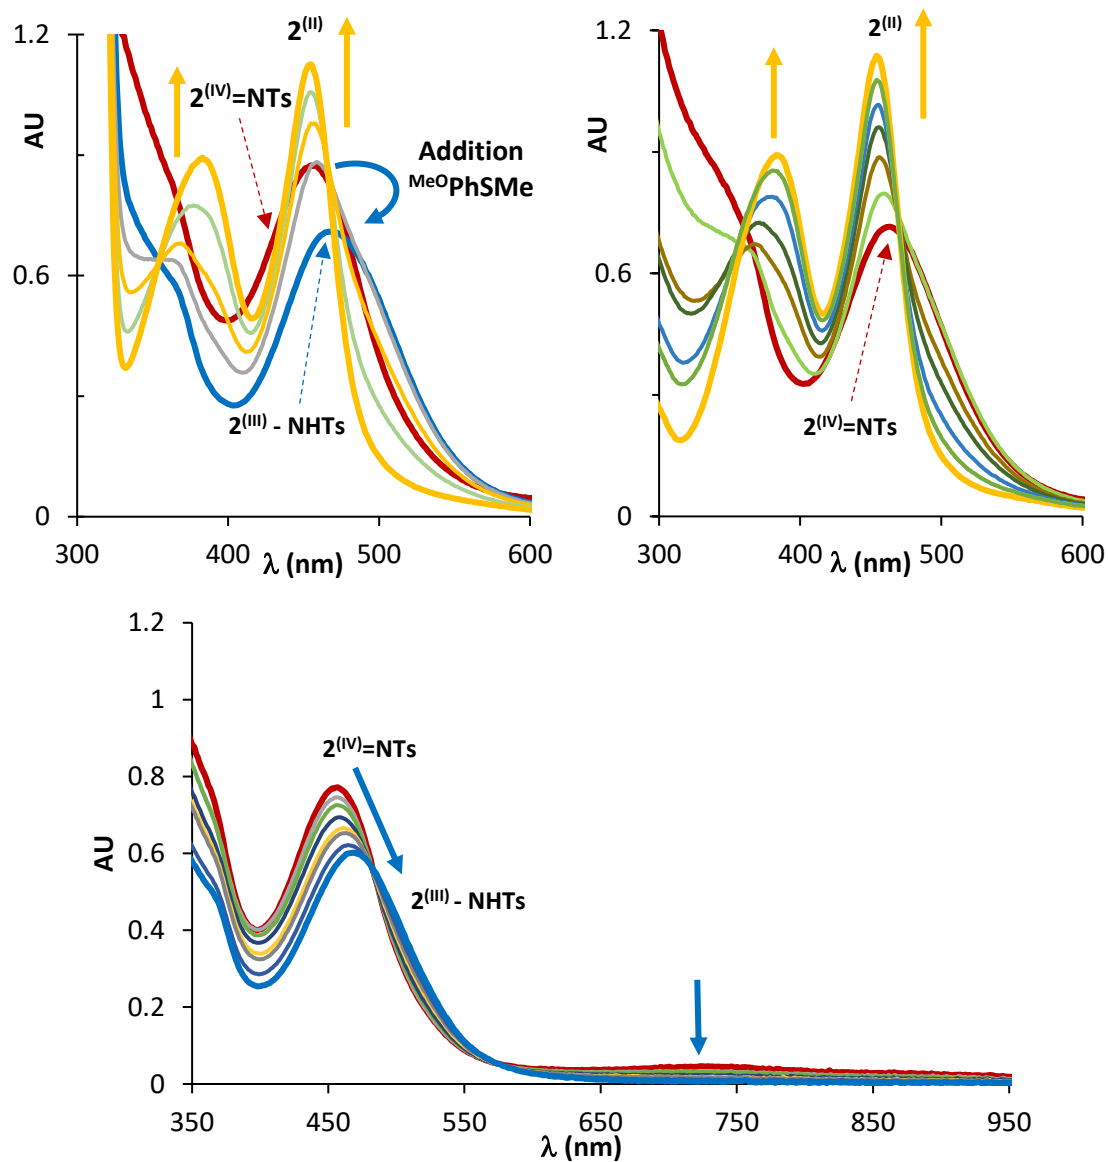 1.2
0.6
0
AU
300
400
500
600
λ (nm)
2(II)
2(IV)=NTs
Addition
MeOPhSMe
2(III) - NHTs
1.2
0.6
0
AU
300
400
500
600
λ (nm)
2(II)
2(IV)=NTs
1.2
1
0.8
0.6
0.4
0.2
0
AU
350
450
550
650
750
850
950
λ (nm)
2(IV)=NTs
2(III) - NHTs